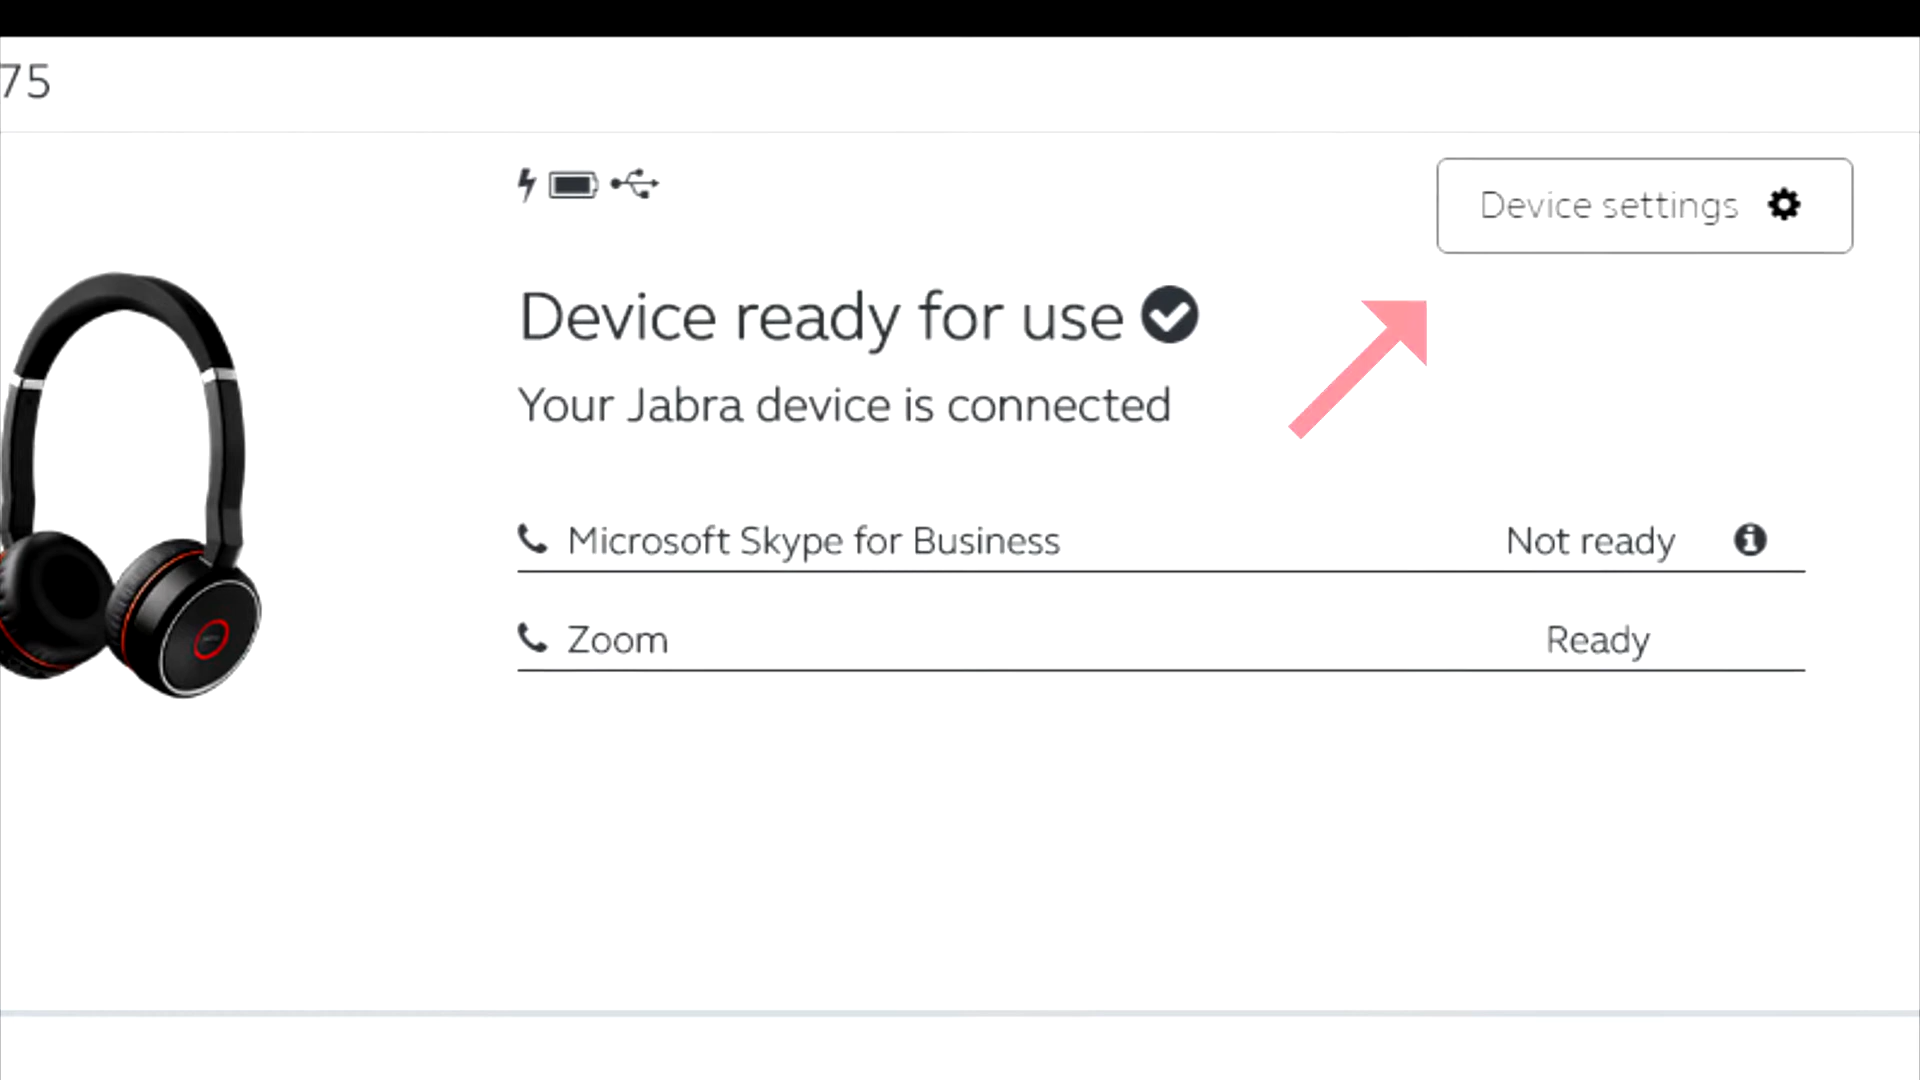 75
Device settings
Device ready for use
Your Jabra device is connected
Microsoft Skype for Business Not ready
Zoom Ready